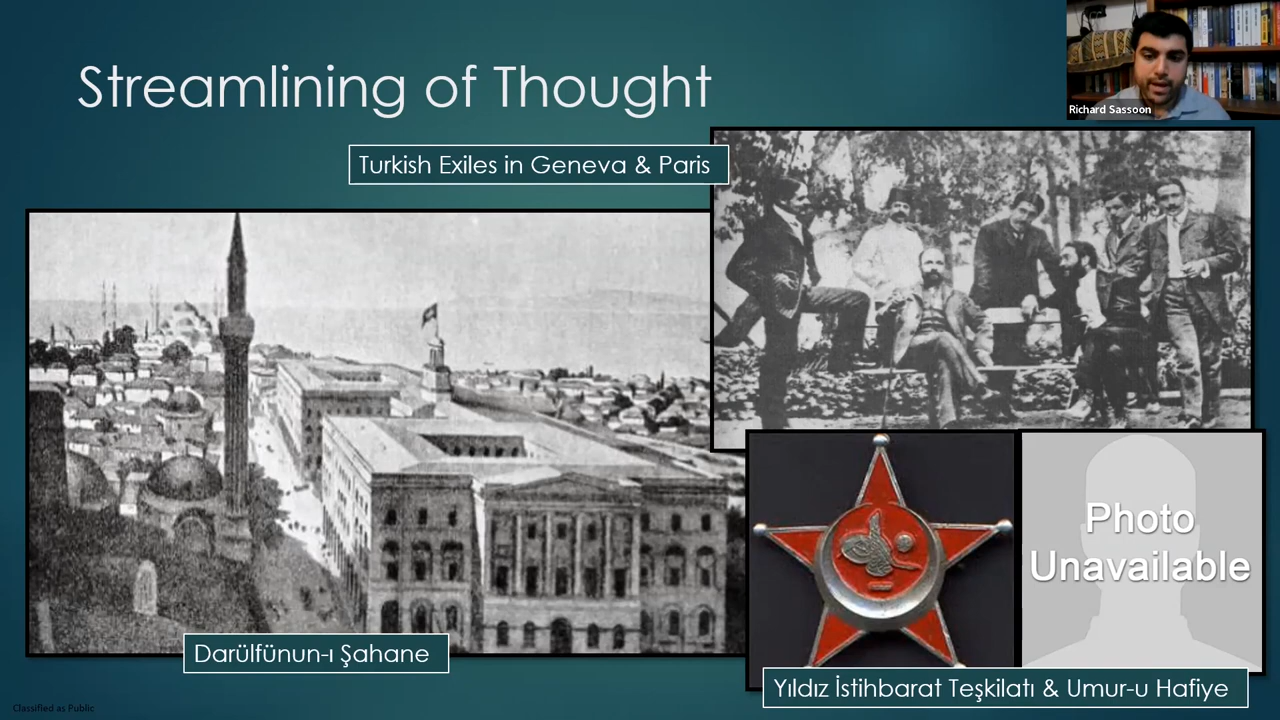 Streamlining of Thought
Richard Sassoon
Turkish Exiles in Geneva & Paris
Photo
Unavailable
Darülfünun-ı Şahane
Yıldız İstihbarat Teşkilatı & Umur-u Hafiye
Classified as Public